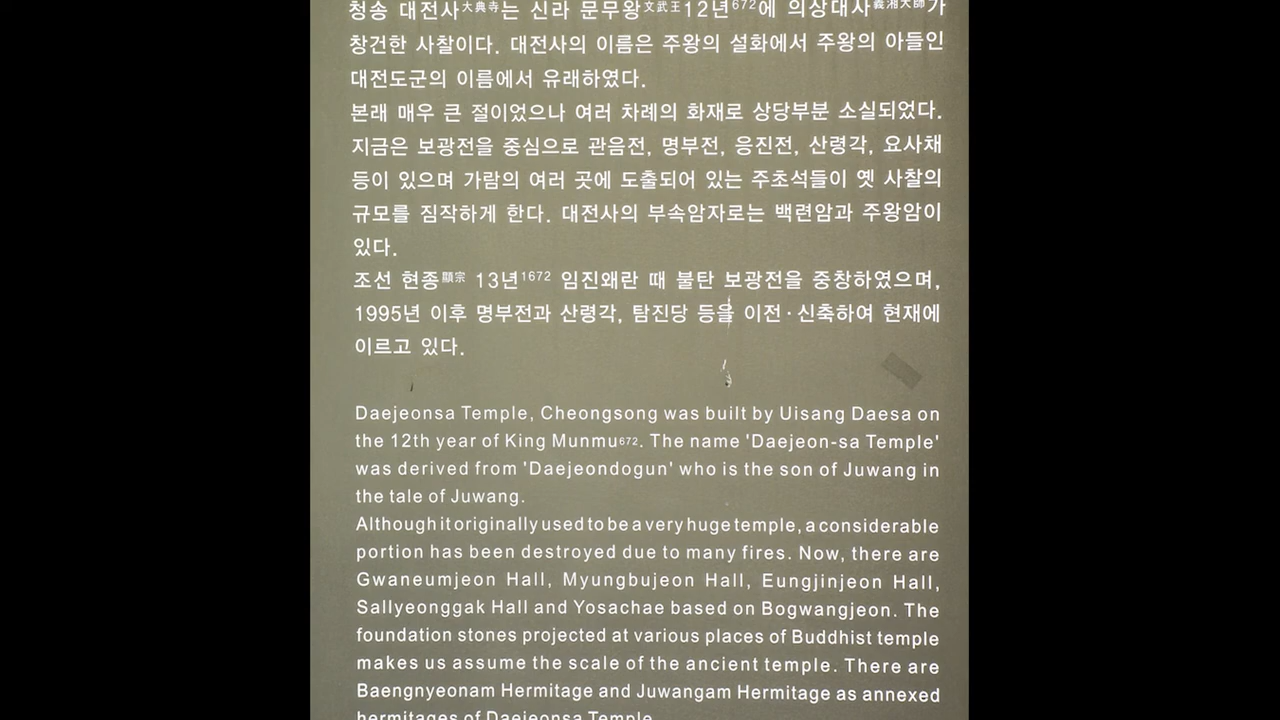 청송 대전사大典寺는 신라 문무왕文武王12년672에 의상대사義湘大師가
창건한 사찰이다. 대전사의 이름은 주왕의 설화에서 주왕의 아들인
대전도군의 이름에서 유래하였다.
본래 매우 큰 절이었으나 여러 차례의 화재로 상당부분 소실되었다.
지금은 보광전을 중심으로 관음전, 명부전, 응진전, 산령각, 요사채
등이 있으며 가람의 여러 곳에 도출되어 있는 주초석들이 옛 사찰의
규모를 짐작하게 한다. 대전사의 부속암자로는 백련암과 주왕암이
있다.
조선 현종顯宗 13년1672 임진왜란 때 불탄 보광전을 중창하였으며,
1995년 이후 명부전과 산령각, 탐진당 등을 이전·신축하여 현재에
이르고 있다.
Daejeonsa Temple, Cheongsong was built by Uisang Daesa on
the 12th year of King Munmu672. The name 'Daejeon-sa Temple'
was derived from 'Daejeondogun' who is the son of Juwang in
the tale of Juwang.
Although it originally used to be a very huge temple, a considerable
portion has been destroyed due to many fires. Now, there are
Gwaneumjeon Hall, Myungbujeon Hall, Eungjinjeon Hall,
Sallyeonggak Hall and Yosachae based on Bogwangjeon. The
foundation stones projected at various places of Buddhist temple
makes us assume the scale of the ancient temple. There are
Baengnyeonam Hermitage and Juwangam Hermitage as annexed
hermitages of Daejeonsa Temple.